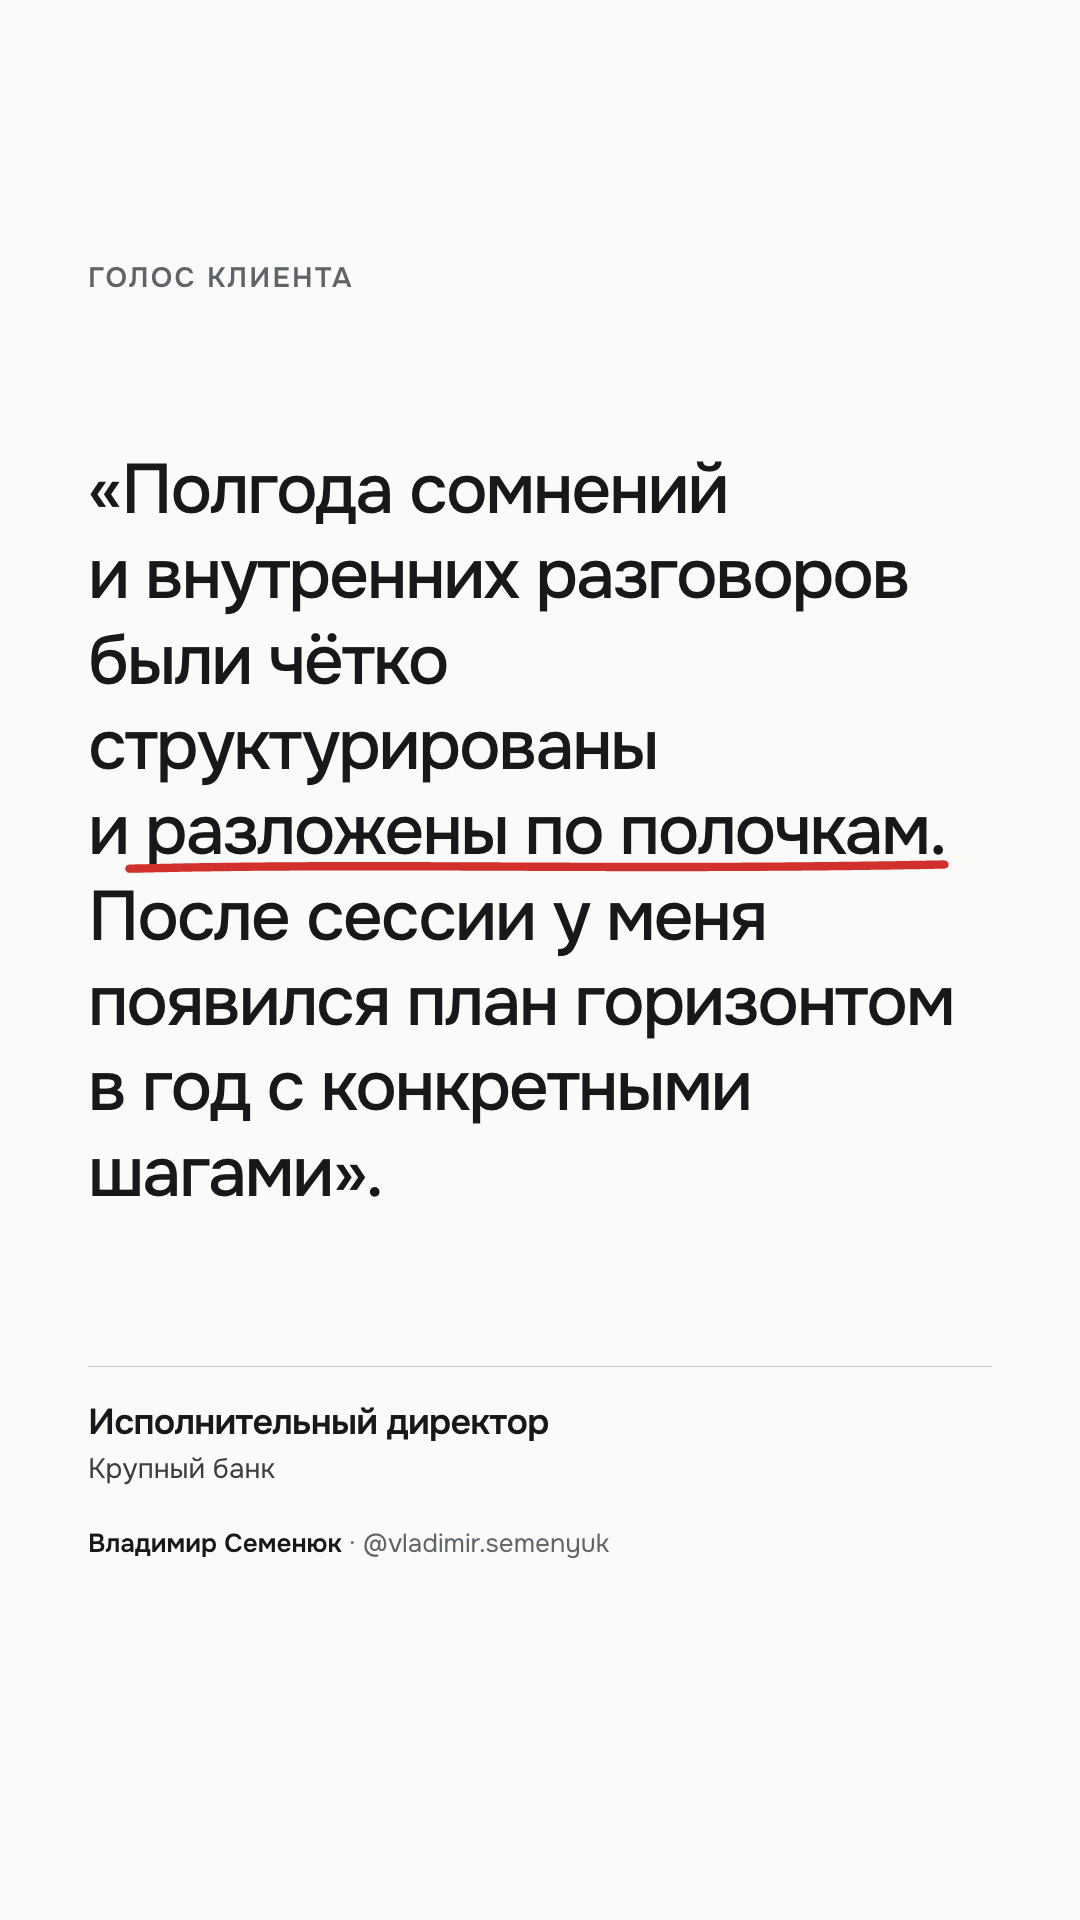 ГОЛОС КЛИЕНТА
«Полгода сомнений
и внутренних разговоров
были чётко
структурированы
и разложены по полочкам.
После сессии у меня
появился план горизонтом
в год с конкретными
шагами».
Исполнительный директор
Крупный банк
Владимир Семенюк · @vladimir.semenyuk